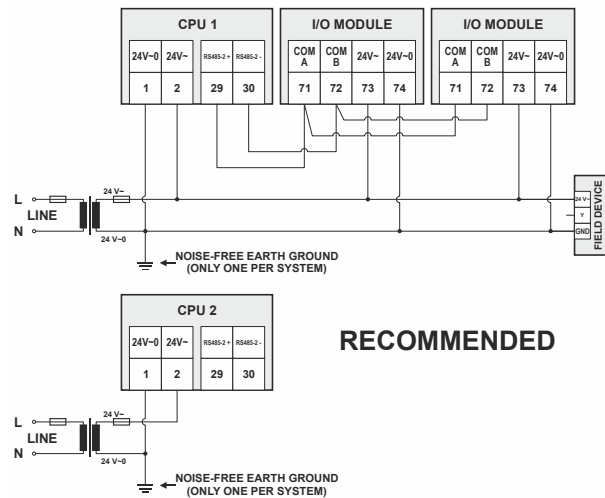 CPU 1
I/O MODULE
I/O MODULE
24V~0 24V~ RS485-2 + RS485-2 -
COM A COM B 24V~ 24V~0
COM A COM B 24V~ 24V~0
1 2 29 30
71 72 73 74
71 72 73 74
L
LINE
N
24 V~
24 V~0
24 V~
Y
GND
FIELD DEVICE
NOISE-FREE EARTH GROUND
(ONLY ONE PER SYSTEM)
CPU 2
24V~0 24V~ RS485-2 + RS485-2 -
1 2 29 30
RECOMMENDED
L
LINE
N
24 V~
24 V~0
NOISE-FREE EARTH GROUND
(ONLY ONE PER SYSTEM)